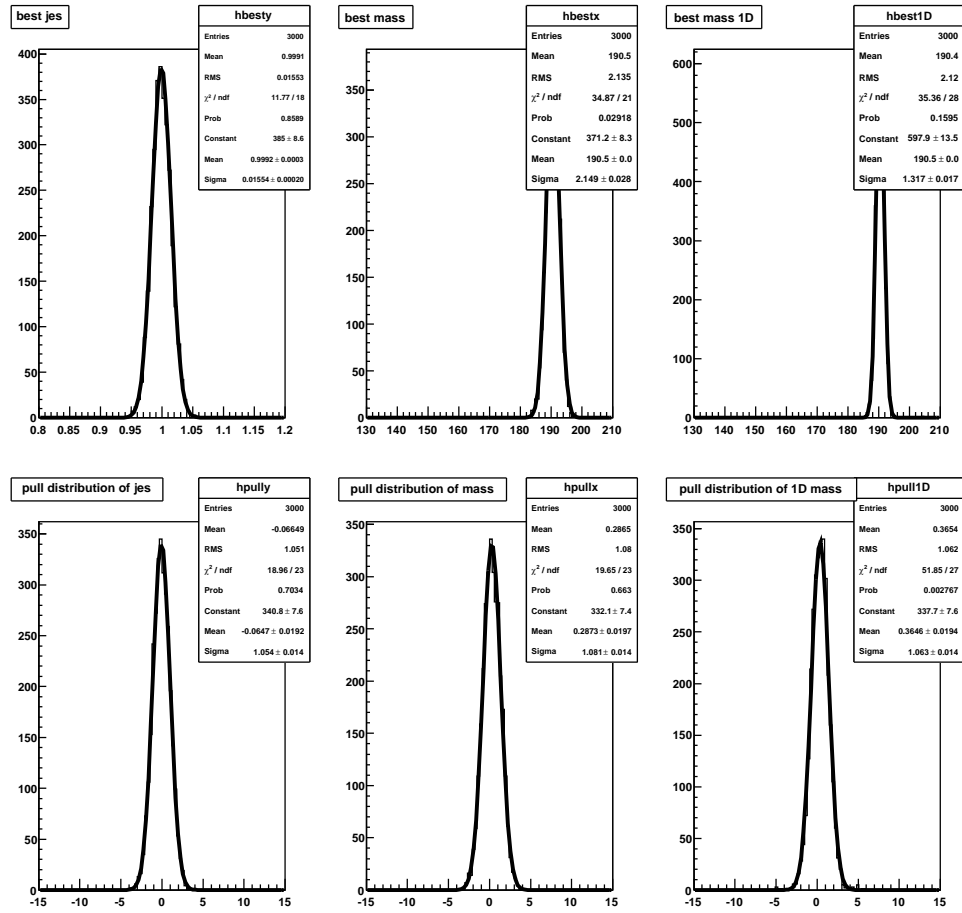 best jes
hbesty
Entries 3000
Mean 0.9991
RMS 0.01553
χ² / ndf 11.77 / 18
Prob 0.8589
Constant 385 ± 8.6
Mean 0.9992 ± 0.0003
Sigma 0.01554 ± 0.00020
400
350
300
250
200
150
100
50
0
0.8 0.85 0.9 0.95 1 1.05 1.1 1.15 1.2
best mass
hbestx
Entries 3000
Mean 190.5
RMS 2.135
χ² / ndf 34.87 / 21
Prob 0.02918
Constant 371.2 ± 8.3
Mean 190.5 ± 0.0
Sigma 2.149 ± 0.028
350
300
250
200
150
100
50
0
130 140 150 160 170 180 190 200 210
best mass 1D
hbest1D
Entries 3000
Mean 190.4
RMS 2.12
χ² / ndf 35.36 / 28
Prob 0.1595
Constant 597.9 ± 13.5
Mean 190.5 ± 0.0
Sigma 1.317 ± 0.017
600
500
400
300
200
100
0
130 140 150 160 170 180 190 200 210
pull distribution of jes
hpully
Entries 3000
Mean -0.06649
RMS 1.051
χ² / ndf 18.96 / 23
Prob 0.7034
Constant 340.8 ± 7.6
Mean -0.0647 ± 0.0192
Sigma 1.054 ± 0.014
350
300
250
200
150
100
50
0
-15 -10 -5 0 5 10 15
pull distribution of mass
hpullx
Entries 3000
Mean 0.2865
RMS 1.08
χ² / ndf 19.65 / 23
Prob 0.663
Constant 332.1 ± 7.4
Mean 0.2873 ± 0.0197
Sigma 1.081 ± 0.014
350
300
250
200
150
100
50
0
-15 -10 -5 0 5 10 15
pull distribution of 1D mass
hpull1D
Entries 3000
Mean 0.3654
RMS 1.062
χ² / ndf 51.85 / 27
Prob 0.002767
Constant 337.7 ± 7.6
Mean 0.3646 ± 0.0194
Sigma 1.063 ± 0.014
350
300
250
200
150
100
50
0
-15 -10 -5 0 5 10 15